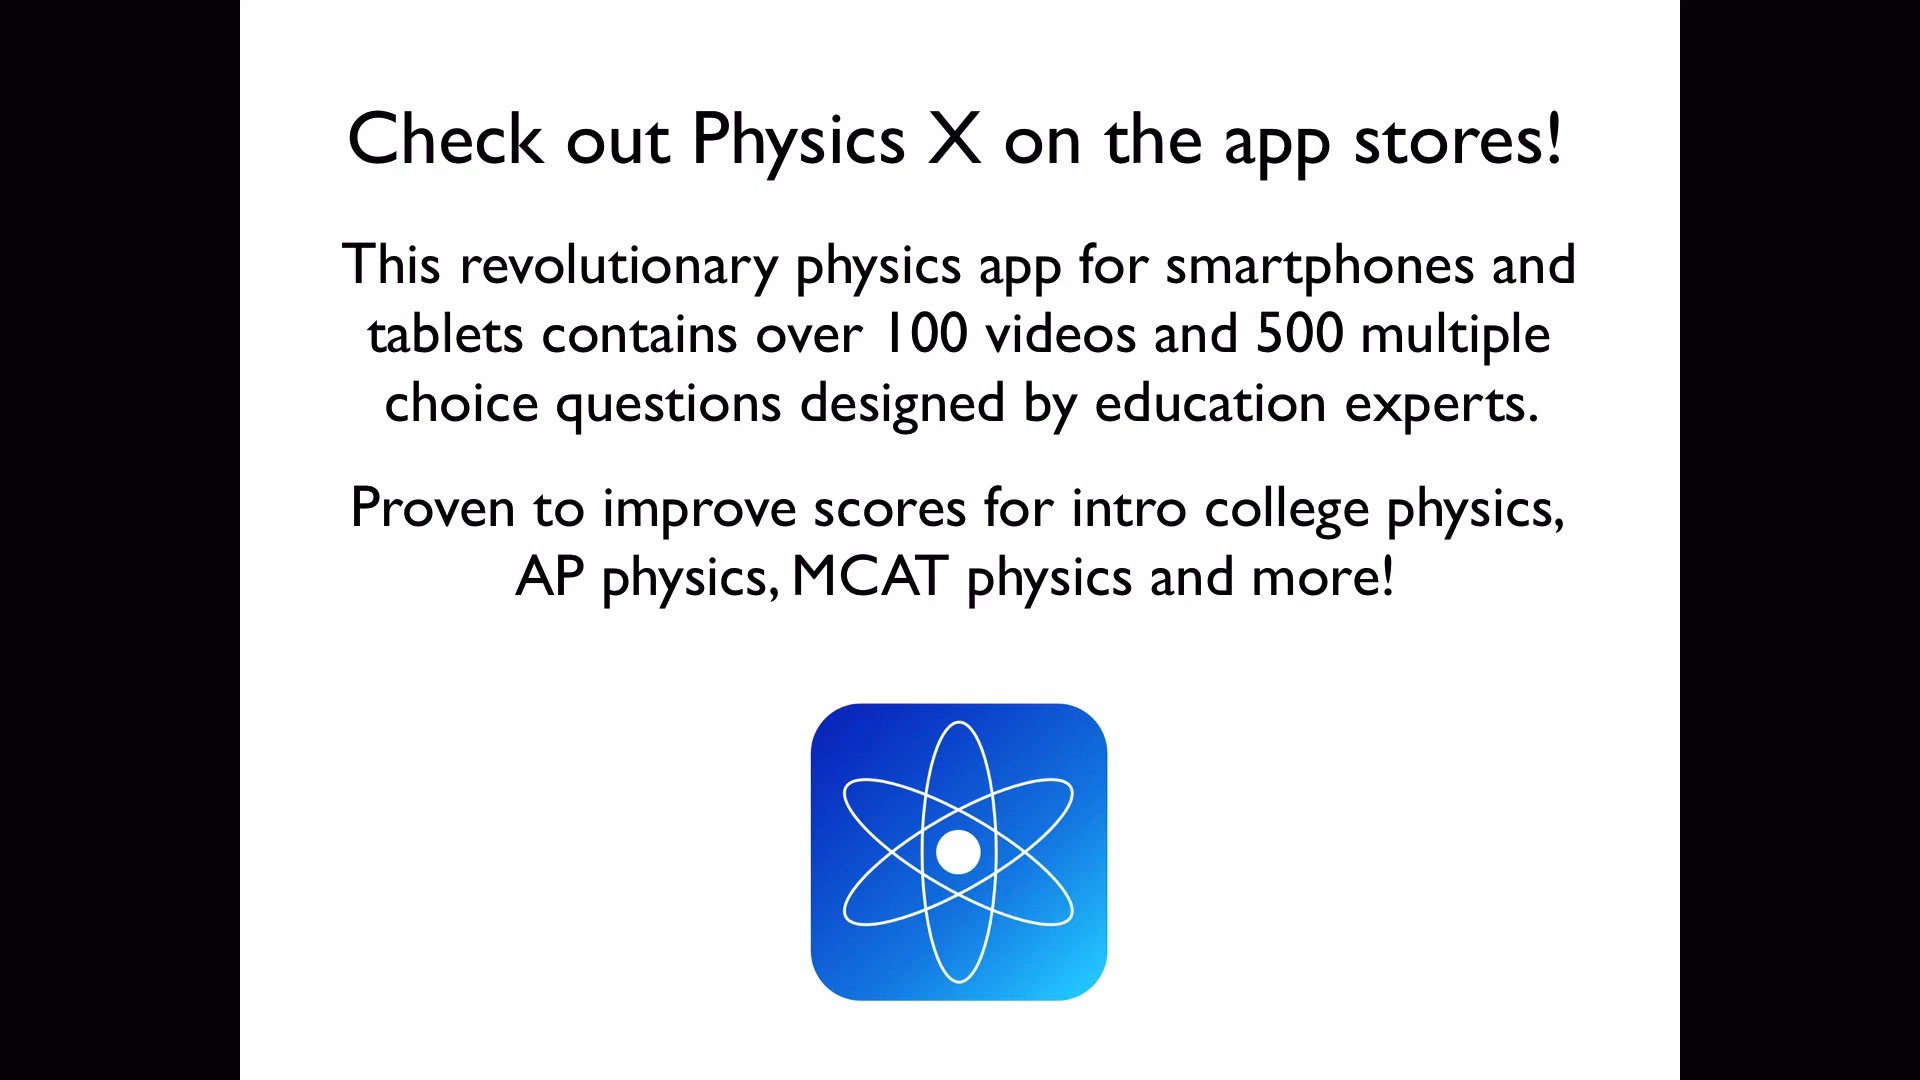 Check out Physics X on the app stores!
This revolutionary physics app for smartphones and
tablets contains over 100 videos and 500 multiple
choice questions designed by education experts.
Proven to improve scores for intro college physics,
AP physics, MCAT physics and more!